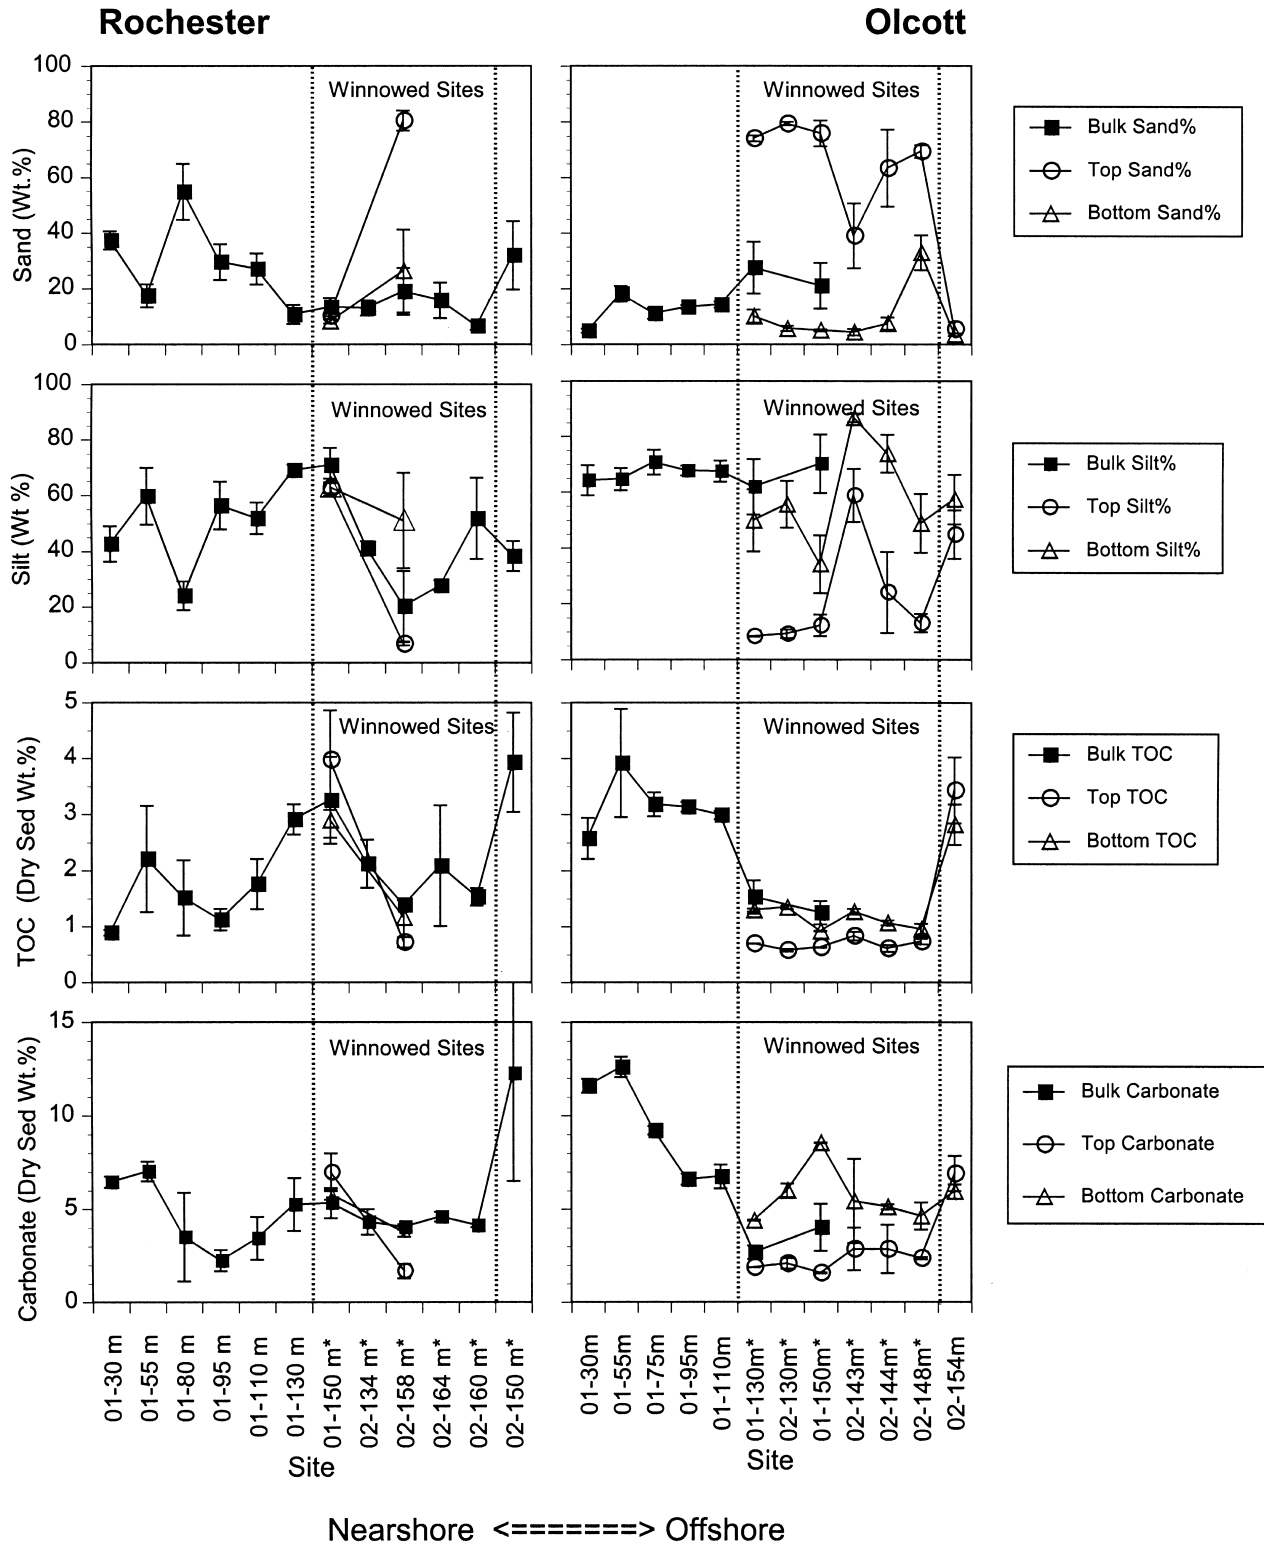 Rochester
Olcott
Sand (Wt.%)
100
80
60
40
20
0
Winnowed Sites
Winnowed Sites
Bulk Sand%
Top Sand%
Bottom Sand%
Silt (Wt %)
100
80
60
40
20
0
Winnowed Sites
Winnowed Sites
Bulk Silt%
Top Silt%
Bottom Silt%
TOC (Dry Sed Wt.%)
5
4
3
2
1
0
Winnowed Sites
Winnowed Sites
Bulk TOC
Top TOC
Bottom TOC
Carbonate (Dry Sed Wt.%)
15
10
5
0
Winnowed Sites
Winnowed Sites
Bulk Carbonate
Top Carbonate
Bottom Carbonate
01-30 m
01-55 m
01-80 m
01-95 m
01-110 m
01-130 m
01-150 m*
02-134 m*
02-158 m*
02-164 m*
02-160 m*
02-150 m*
Site
01-30m
01-55m
01-75m
01-95m
01-110m
01-130m*
02-130m*
01-150m*
02-143m*
02-144m*
02-148m*
02-154m
Site
Nearshore <=======> Offshore